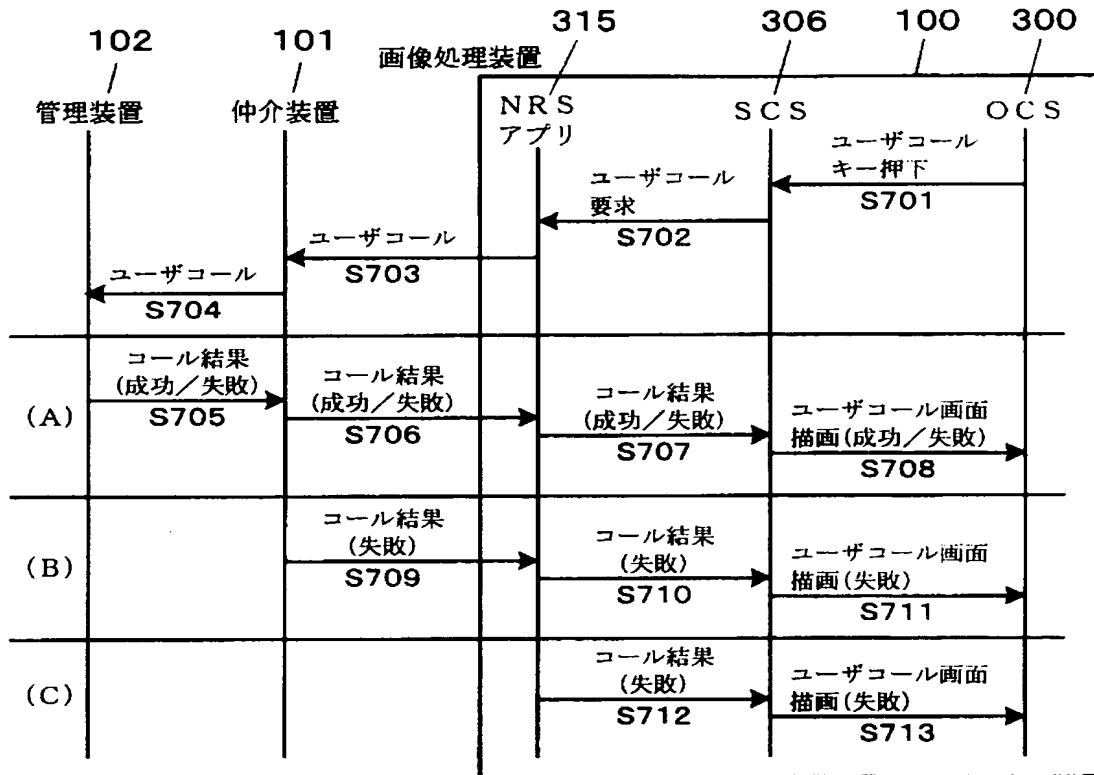 102
101
315
306
100
300
画像処理装置
管理装置
仲介装置
NRS
アプリ
SCS
OCS
ユーザコール
キー押下
S701
ユーザコール
要求
S702
ユーザコール
S703
ユーザコール
S704
(A)
コール結果
(成功/失敗)
S705
コール結果
(成功/失敗)
S706
コール結果
(成功/失敗)
S707
ユーザコール画面
描画(成功/失敗)
S708
(B)
コール結果
(失敗)
S709
コール結果
(失敗)
S710
ユーザコール画面
描画(失敗)
S711
(C)
コール結果
(失敗)
S712
ユーザコール画面
描画(失敗)
S713